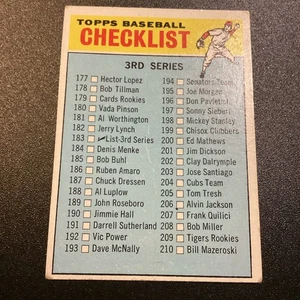 TOPPS BASEBALL
CHECKLIST
3RD SERIES
177 Hector Lopez
178 Bob Tillman
179 Cards Rookies
180 Vada Pinson
181 Al Worthington
182 Jerry Lynch
183 List-3rd Series
184 Denis Menke
185 Bob Buhl
186 Ruben Amaro
187 Chuck Dressen
188 Al Luplow
189 John Roseboro
190 Jimmie Hall
191 Darrell Sutherland
192 Vic Power
193 Dave McNally
194 Senators Team
195 Joe Morgan
196 Don Pavletich
197 Sonny Siebert
198 Mickey Stanley
199 Chisox Clubbers
200 Ed Mathews
201 Jim Dickson
202 Clay Dalrymple
203 Jose Santiago
204 Cubs Team
205 Tom Tresh
206 Alvin Jackson
207 Frank Quilici
208 Bob Miller
209 Tigers Rookies
210 Bill Mazeroski